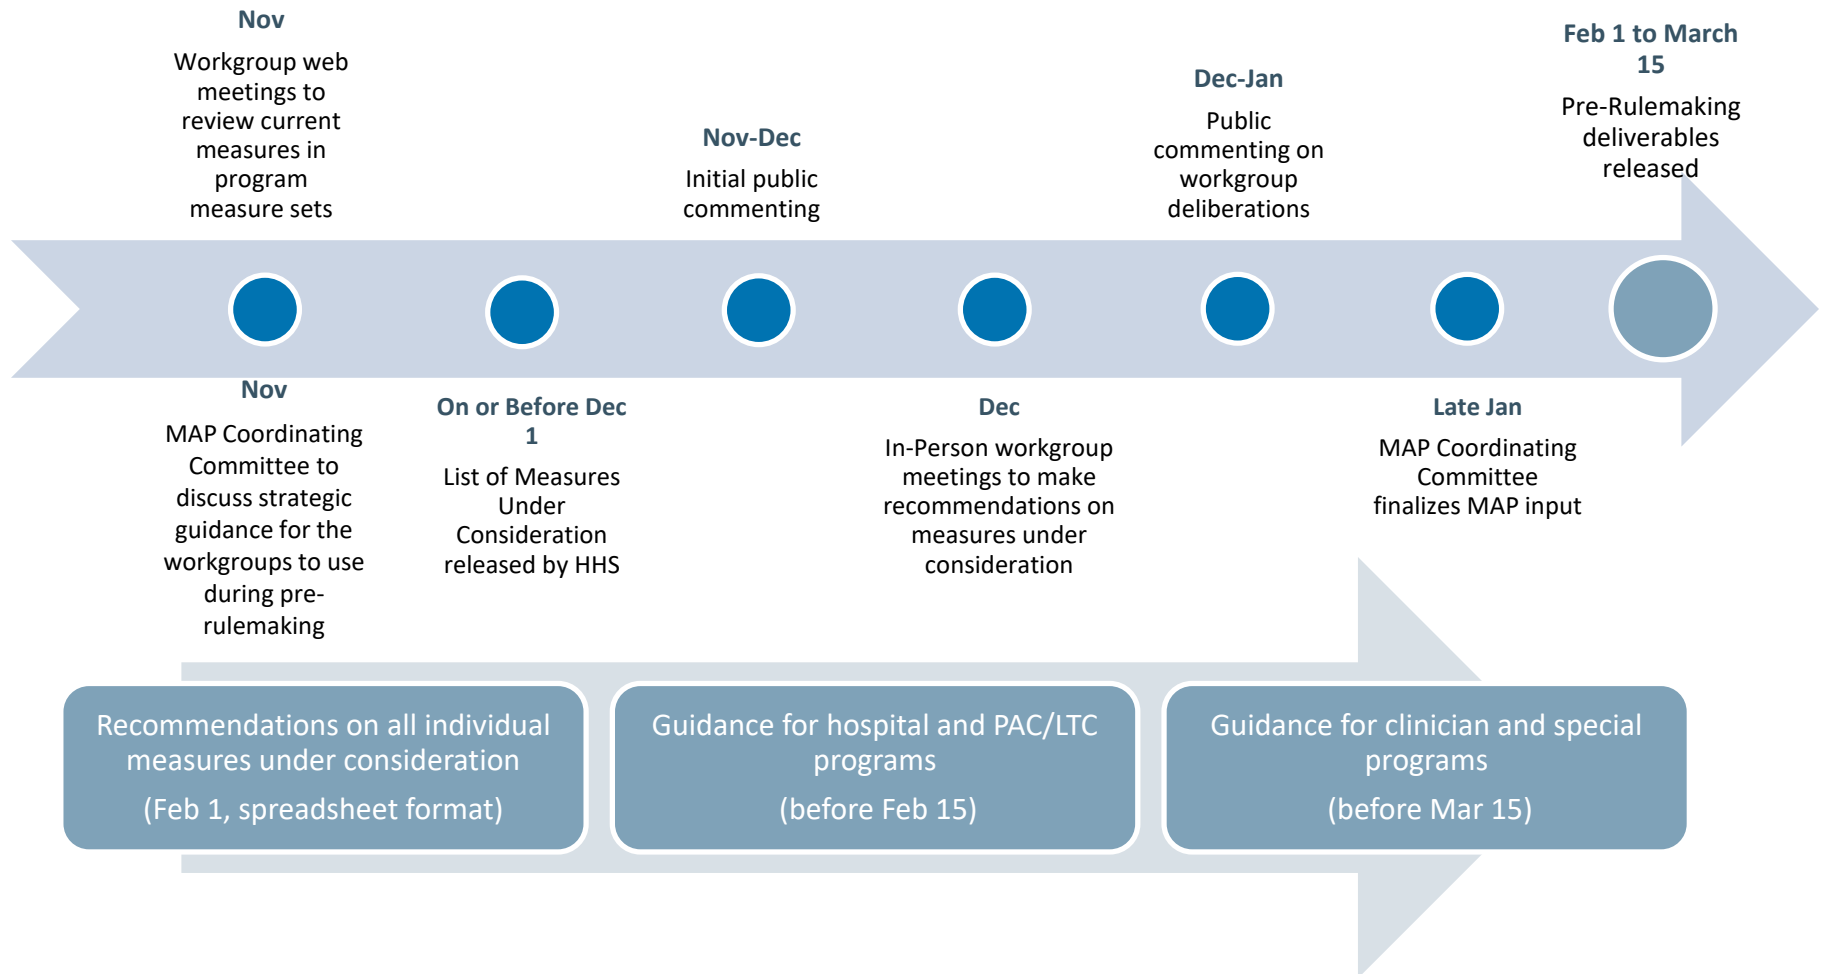 Nov
Workgroup web
meetings to
review current
measures in
program
measure sets
Nov-Dec
Initial public
commenting
Dec-Jan
Public
commenting on
workgroup
deliberations
Feb 1 to March
15
Pre-Rulemaking
deliverables
released
Nov
MAP Coordinating
Committee to
discuss strategic
guidance for the
workgroups to use
during pre-
rulemaking
On or Before Dec
1
List of Measures
Under
Consideration
released by HHS
Dec
In-Person workgroup
meetings to make
recommendations on
measures under
consideration
Late Jan
MAP Coordinating
Committee
finalizes MAP input
Recommendations on all individual
measures under consideration
(Feb 1, spreadsheet format)
Guidance for hospital and PAC/LTC
programs
(before Feb 15)
Guidance for clinician and special
programs
(before Mar 15)